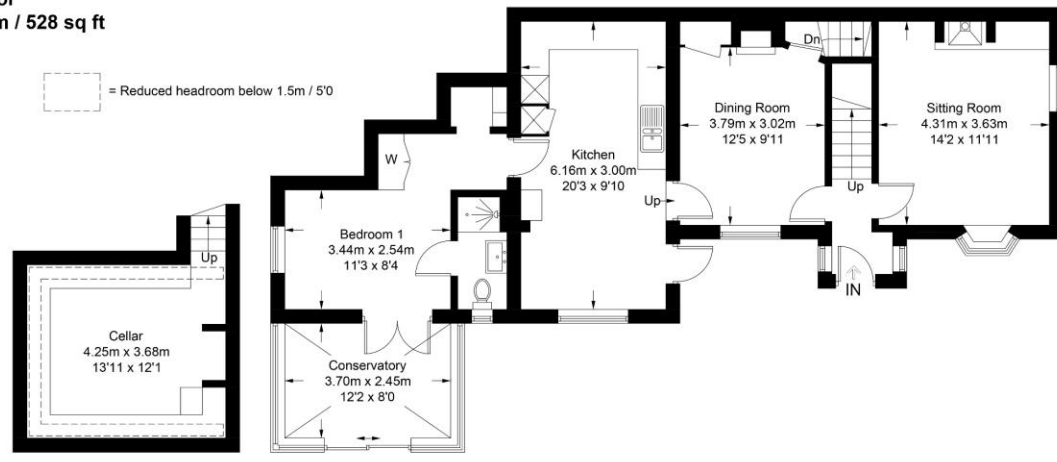 m / 528 sq ft
= Reduced headroom below 1.5m / 5'0
Dn
Dining Room
3.79m x 3.02m
12'5 x 9'11
Sitting Room
4.31m x 3.63m
14'2 x 11'11
W
Kitchen
6.16m x 3.00m
20'3 x 9'10
Up
Up
Bedroom 1
3.44m x 2.54m
11'3 x 8'4
Up
IN
Cellar
4.25m x 3.68m
13'11 x 12'1
Conservatory
3.70m x 2.45m
12'2 x 8'0